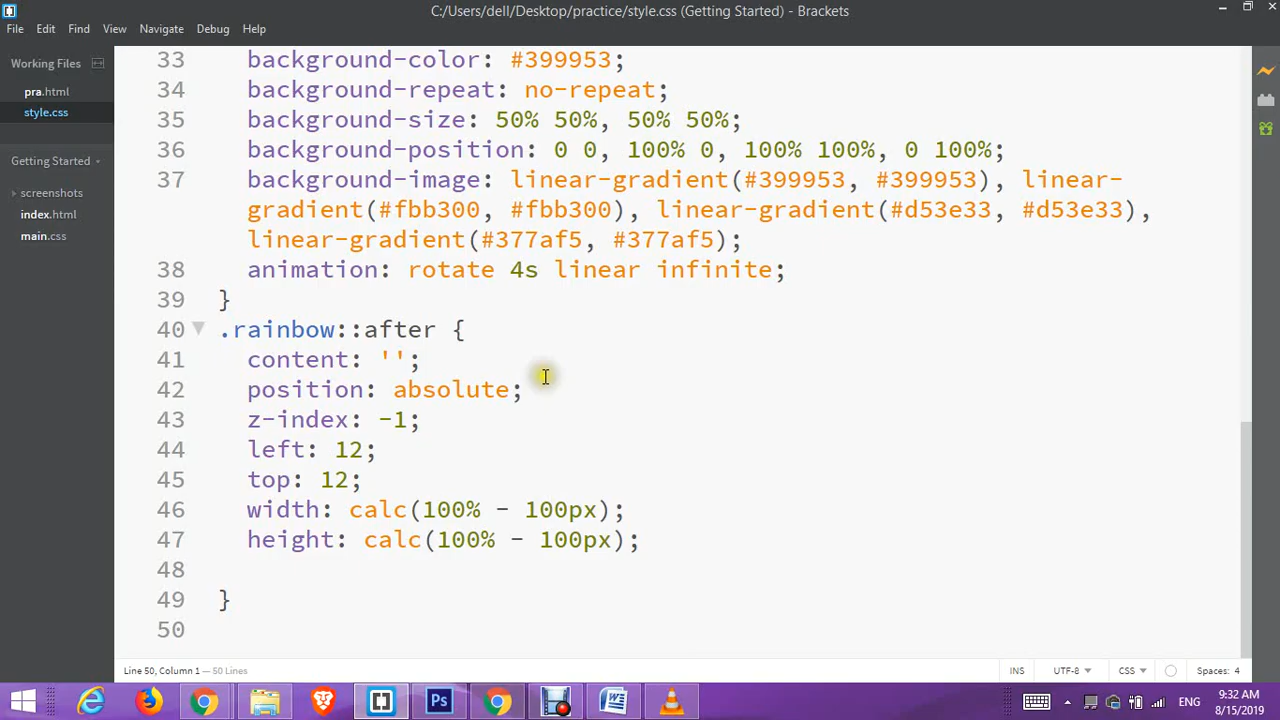 C:/Users/dell/Desktop/practice/style.css (Getting Started) - Brackets
File Edit Find View Navigate Debug Help
Working Files
pra.html
style.css
Getting Started
screenshots
index.html
main.css
33 background-color: #399953;
34 background-repeat: no-repeat;
35 background-size: 50% 50%, 50% 50%;
36 background-position: 0 0, 100% 0, 100% 100%, 0 100%;
37 background-image: linear-gradient(#399953, #399953), linear-
gradient(#fbb300, #fbb300), linear-gradient(#d53e33, #d53e33),
linear-gradient(#377af5, #377af5);
38 animation: rotate 4s linear infinite;
39 }
40 .rainbow::after {
41 content: '';
42 position: absolute;
43 z-index: -1;
44 left: 12;
45 top: 12;
46 width: calc(100% - 100px);
47 height: calc(100% - 100px);
48
49 }
50
Line 50, Column 1 — 50 Lines
INS UTF-8 CSS Spaces: 4
Ps
W
ENG
9:32 AM
8/15/2019